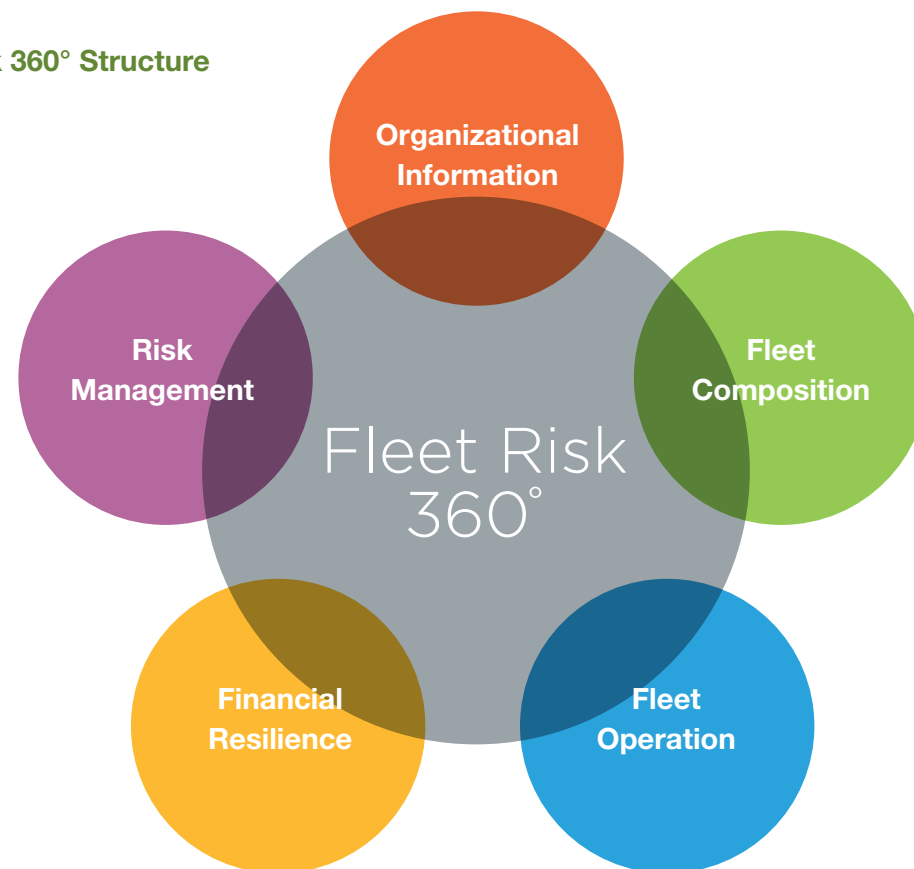 360° Structure
Organizational
Information
Fleet
Composition
Risk
Management
Fleet Risk
360°
Financial
Resilience
Fleet
Operation